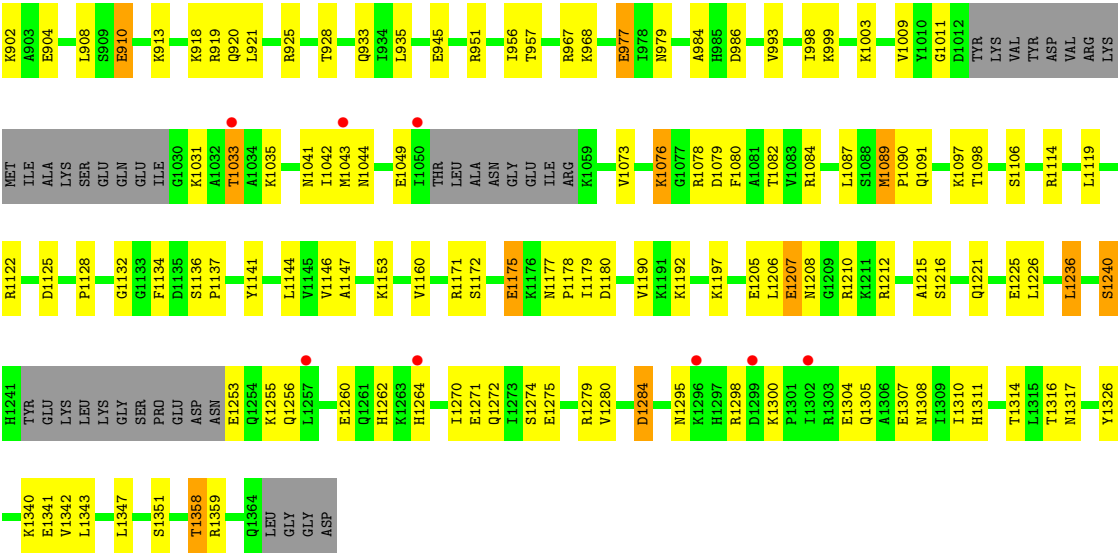 K902 A903 E904 L908 S909 E910 K913 K918 R919 Q920 L921 R925 T928 Q933 I934 L935 E945 R951 I956 T957 R967 K968 E977 I978 N979 A984 H985 D986 V993 I998 K999 K1003 V1009 Y1010 G1011 D1012 TYR LYS VAL TYR ASP VAL ARG LYS
MET ILE ALA LYS SER GLU GLN GLU ILE G1030 K1031 A1032 T1033 A1034 K1035 N1041 I1042 M1043 N1044 E1049 I1050 THR LEU ALA ASN GLY GLU ILE ARG K1059 V1073 K1076 G1077 R1078 D1079 F1080 A1081 T1082 V1083 R1084 L1087 S1088 M1089 P1090 Q1091 K1097 T1098 S1106 R1114 L1119
R1122 D1125 P1128 G1132 G1133 F1134 D1135 S1136 P1137 Y1141 L1144 V1145 V1146 A1147 K1153 V1160 R1171 S1172 E1175 K1176 N1177 P1178 I1179 D1180 V1190 K1191 K1192 K1197 E1205 L1206 E1207 N1208 G1209 R1210 K1211 R1212 A1215 S1216 Q1221 E1225 L1226 L1236 S1240
H1241 TYR GLU LYS LEU LYS GLY SER PRO GLU ASP ASN E1253 Q1254 K1255 Q1256 L1257 E1260 Q1261 H1262 K1263 H1264 I1270 E1271 Q1272 I1273 S1274 E1275 R1279 V1280 D1284 N1295 K1296 H1297 R1298 D1299 K1300 P1301 I1302 R1303 E1304 Q1305 A1306 E1307 N1308 I1309 I1310 H1311 T1314 L1315 T1316 N1317 Y1326
K1340 E1341 V1342 L1343 L1347 S1351 T1358 R1359 Q1364 LEU GLY GLY ASP